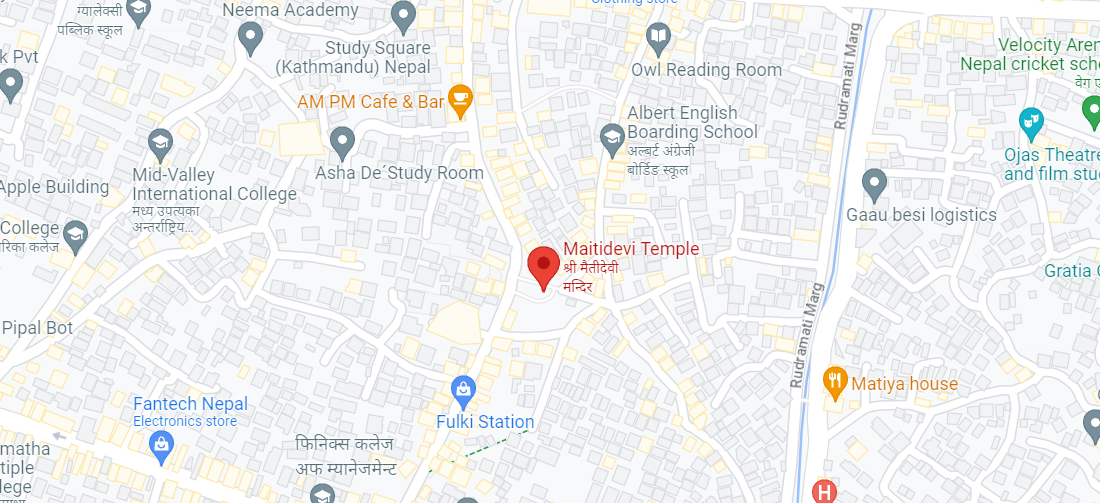 ग्यालेक्सी
पब्लिक स्कूल
Neema Academy
Clothing store
Study Square
(Kathmandu) Nepal
k Pvt
Owl Reading Room
Rudramati Marg
Velocity Aren
Nepal cricket scho
वेग ए
AM PM Cafe & Bar
Albert English
Boarding School
अल्बर्ट अंग्रेजी
बोर्डिङ स्कूल
Asha De´Study Room
Mid-Valley
International College
मध्य उपत्यका
अन्तर्राष्ट्रिय...
Apple Building
Ojas Theatre
and film stu
Gaau besi logistics
College
रिका कलेज
Maitidevi Temple
श्री मैतीदेवी
मन्दिर
Gratia
Rudramati Marg
Pipal Bot
Matiya house
Fantech Nepal
Electronics store
Fulki Station
फिनिक्स कलेज
अफ म्यानेजमेन्ट
matha
tiple
lege
H